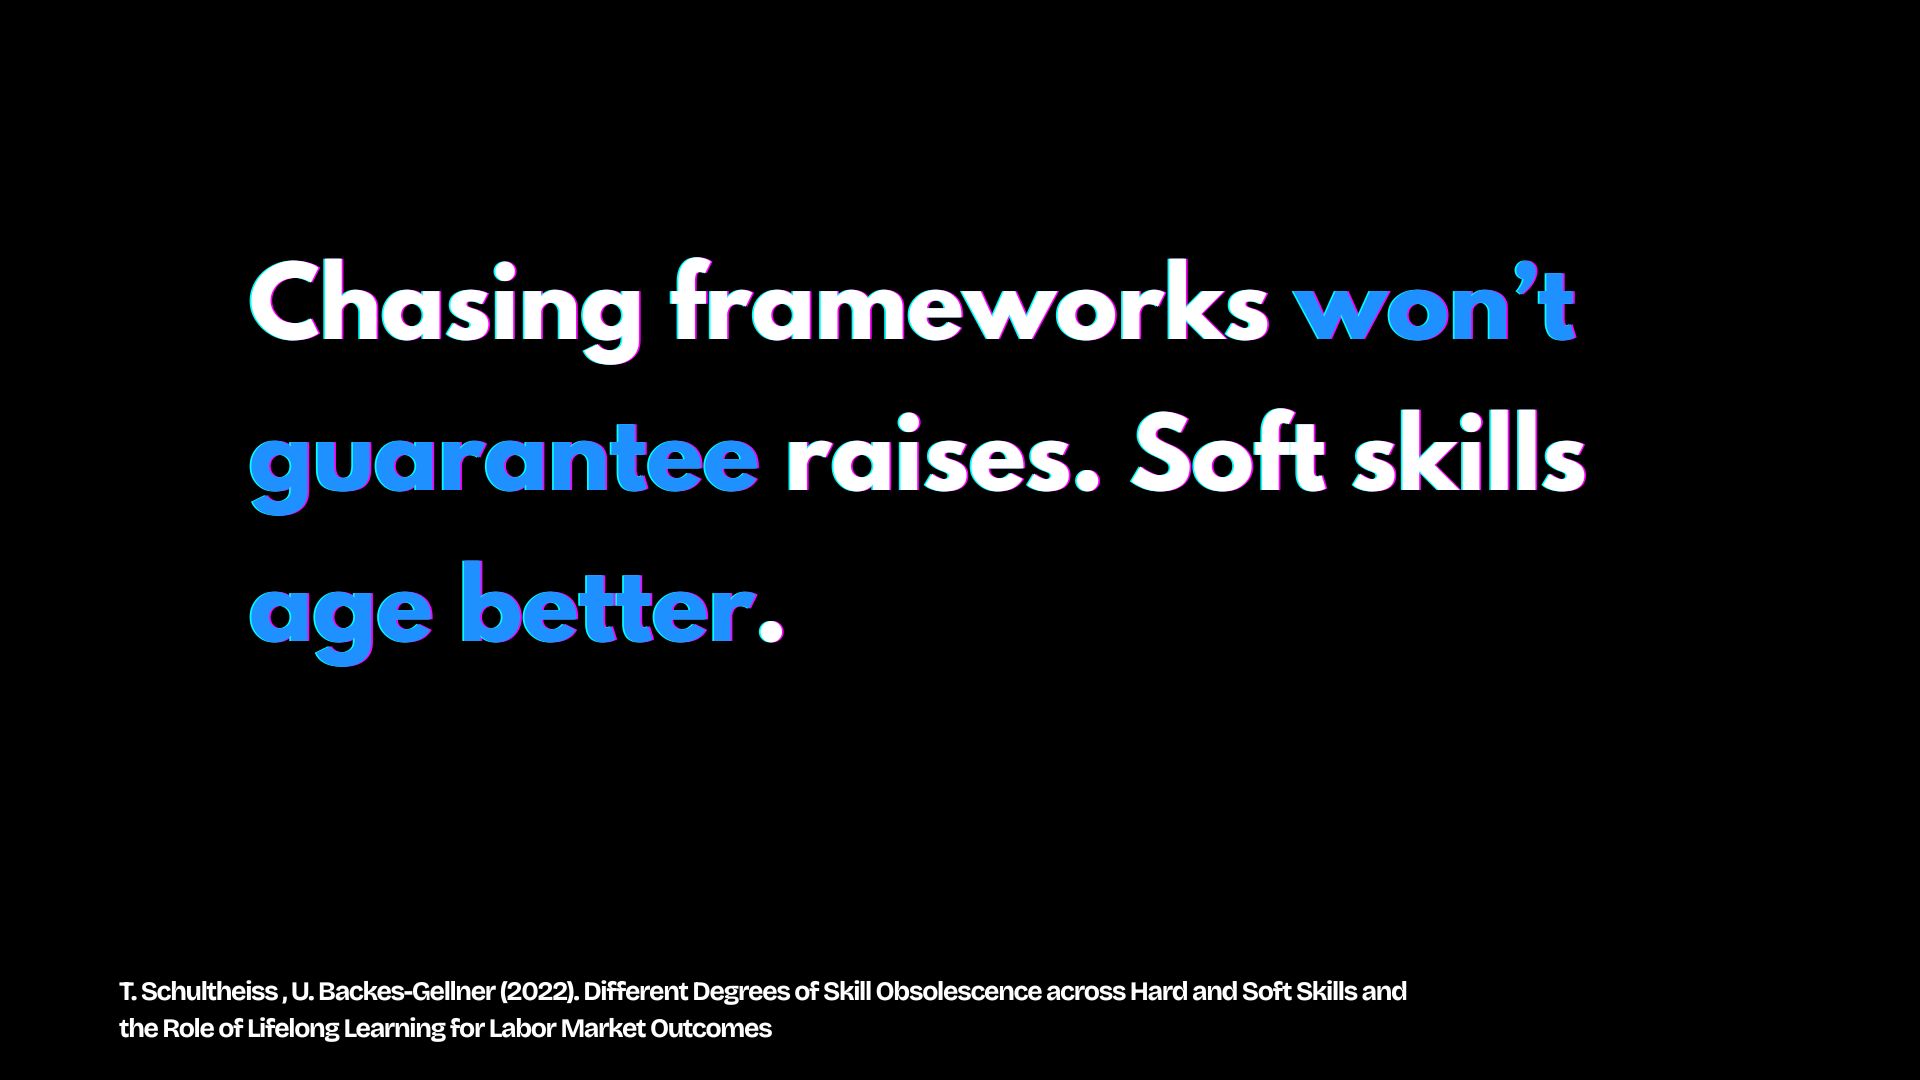 Chasing frameworks won’t
guarantee raises. Soft skills
age better.
T. Schultheiss , U. Backes-Gellner (2022). Different Degrees of Skill Obsolescence across Hard and Soft Skills and
the Role of Lifelong Learning for Labor Market Outcomes